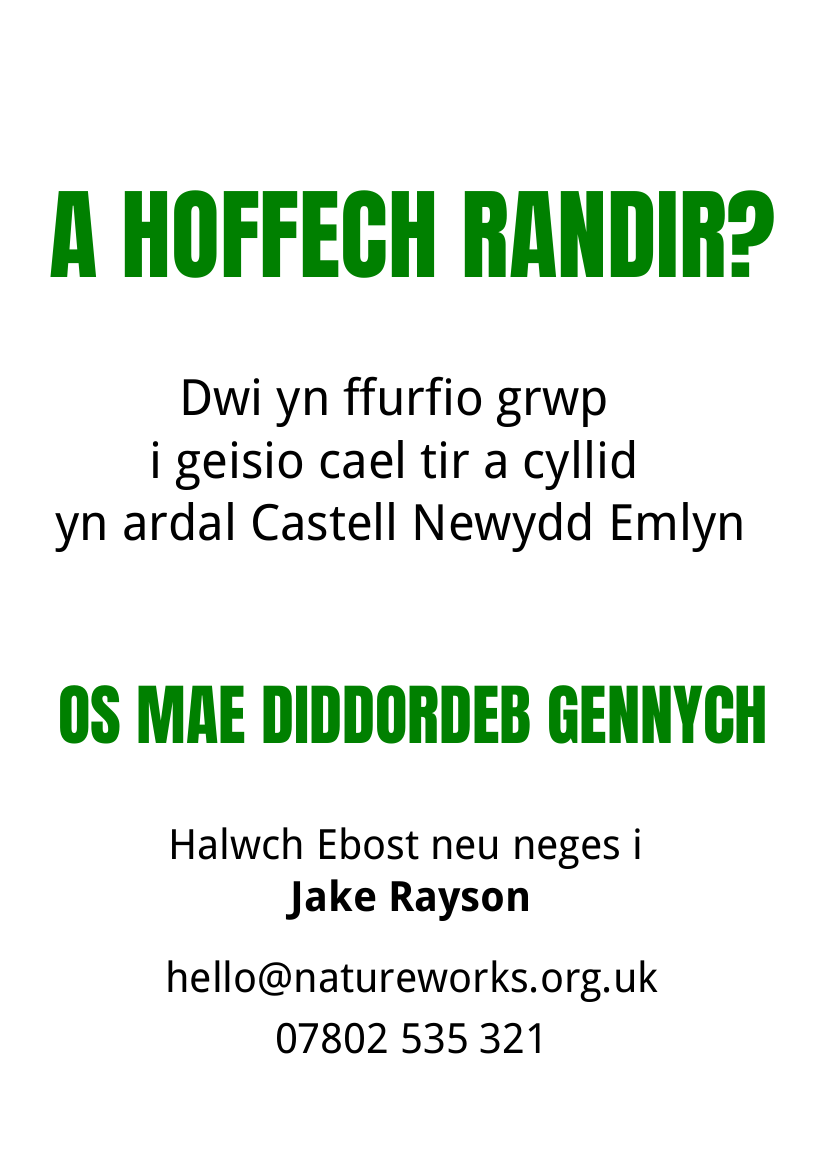 A HOFFECH RANDIR?
Dwi yn ffurfio grwp
i geisio cael tir a cyllid
yn ardal Castell Newydd Emlyn
OS MAE DIDDORDEB GENNYCH
Halwch Ebost neu neges i
Jake Rayson
hello@natureworks.org.uk
07802 535 321